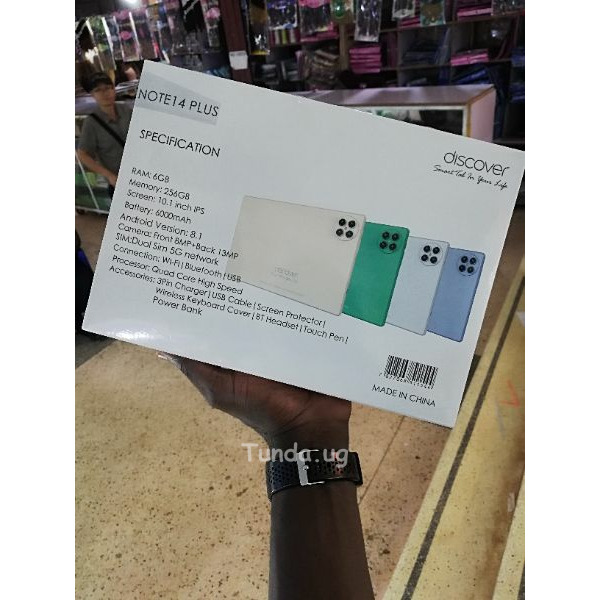 NOTE14 PLUS
SPECIFICATION
RAM: 6GB
Memory: 256GB
Screen: 10.1 inch IPS
Battery: 6000mAh
Android Version: 8.1
Camera: Front 8MP+Back 13MP
SIM:Dual Sim 5G network
Connection: Wi-Fi|Bluetooth|USB
Processor: Quad Core High Speed
Accessories: 3Pin Charger|USB Cable|Screen Protector|
Wireless Keyboard Cover|BT Headset|Touch Pen|
Power Bank
discover
Smart Tab In Your Life
discover
MADE IN CHINA
Tunda.ug